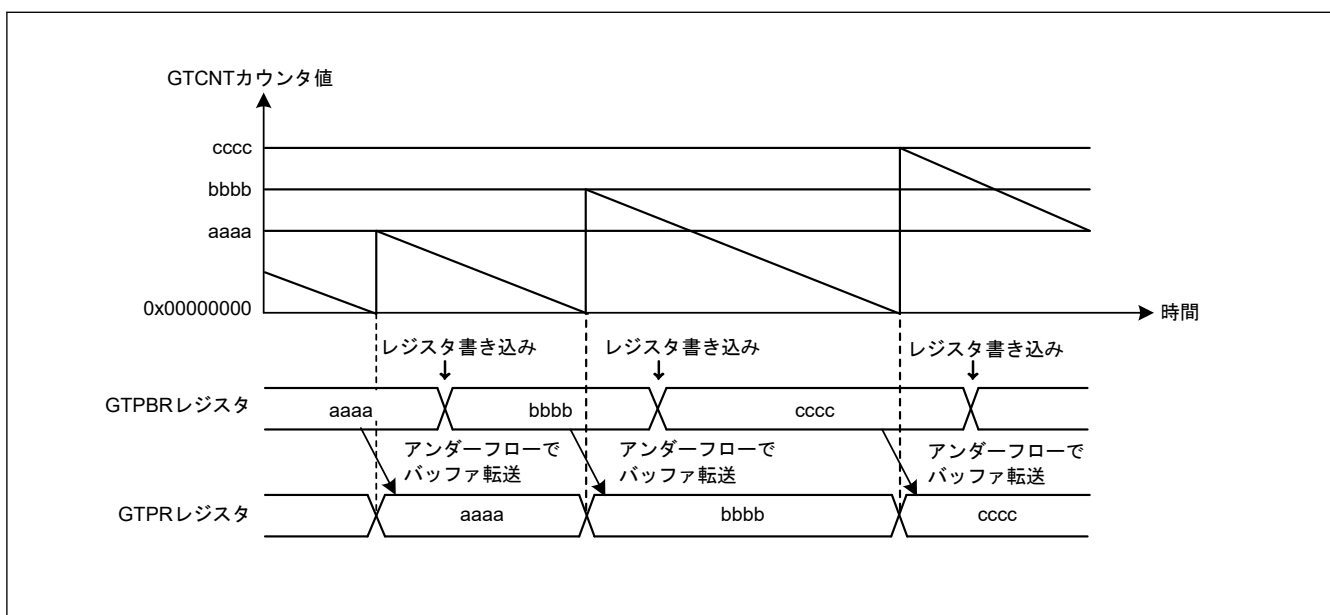 GTCNTカウンタ値
cccc
bbbb
aaaa
0x00000000
時間
レジスタ書き込み
レジスタ書き込み
レジスタ書き込み
GTPBRレジスタ
aaaa
bbbb
cccc
アンダーフローで
バッファ転送
アンダーフローで
バッファ転送
アンダーフローで
バッファ転送
GTPRレジスタ
aaaa
bbbb
cccc